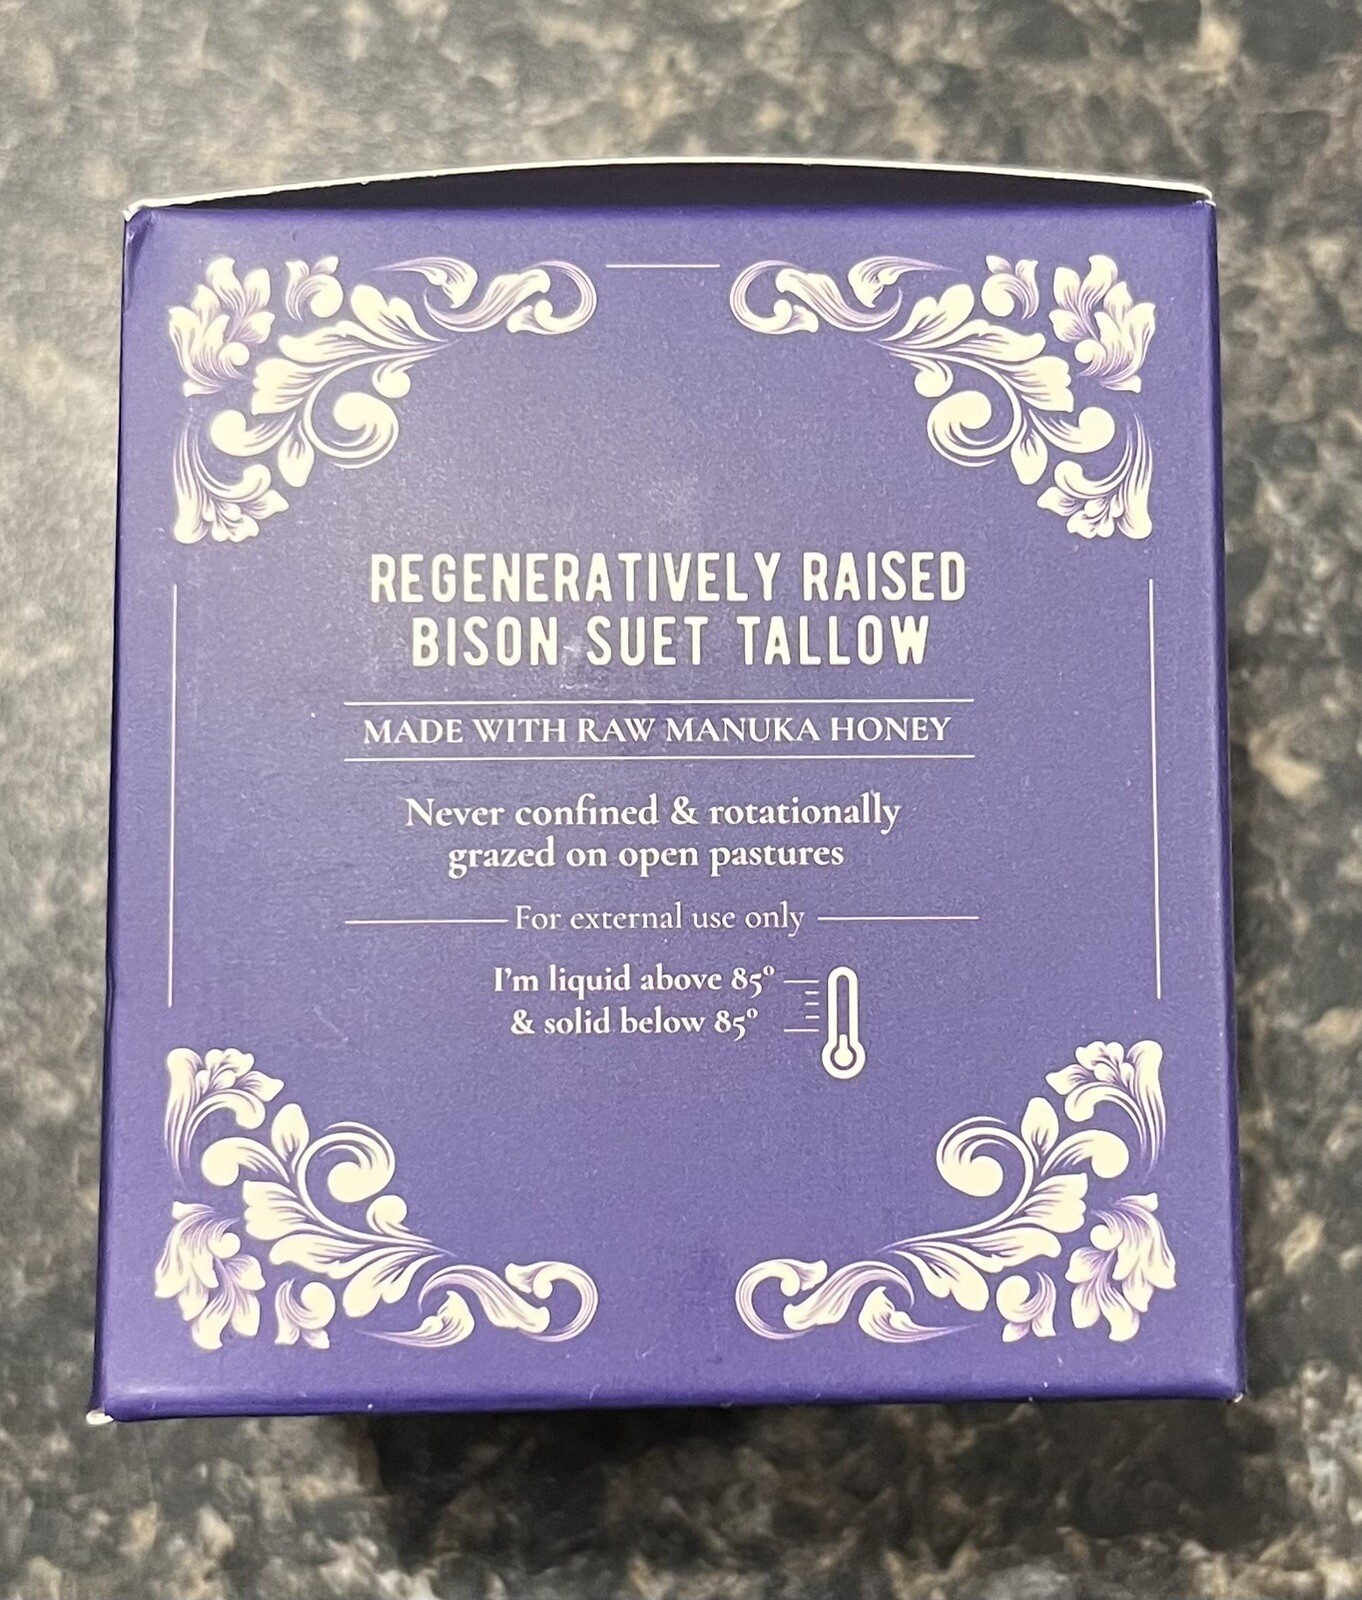 REGENERATIVELY RAISED
BISON SUET TALLOW
MADE WITH RAW MANUKA HONEY
Never confined & rotationally
grazed on open pastures
For external use only
I'm liquid above 85°
& solid below 85°